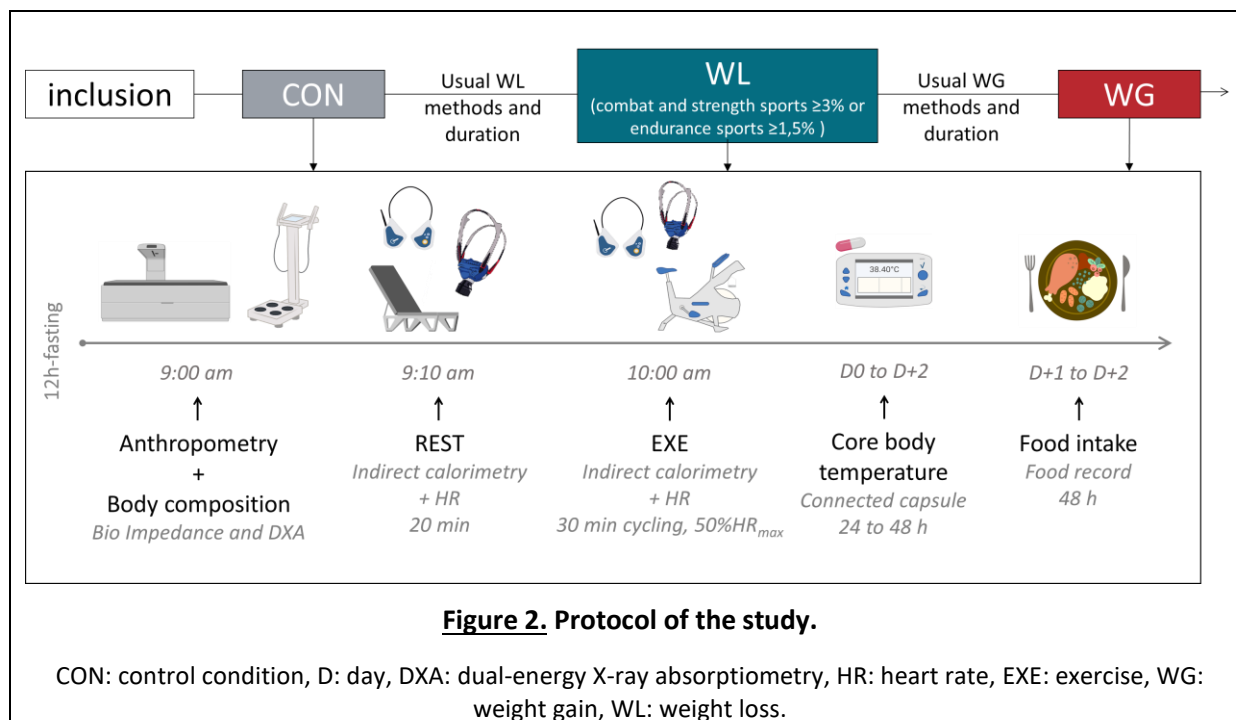 inclusion
CON
Usual WL
methods and
duration
WL
(combat and strength sports ≥3% or
endurance sports ≥1,5% )
Usual WG
methods and
duration
WG
38.40°C
12h-fasting
9:00 am
9:10 am
10:00 am
D0 to D+2
D+1 to D+2
Anthropometry
+
Body composition
Bio Impedance and DXA
REST
Indirect calorimetry
+ HR
20 min
EXE
Indirect calorimetry
+ HR
30 min cycling, 50%HRmax
Core body
temperature
Connected capsule
24 to 48 h
Food intake
Food record
48 h
Figure 2. Protocol of the study.
CON: control condition, D: day, DXA: dual-energy X-ray absorptiometry, HR: heart rate, EXE: exercise, WG:
weight gain, WL: weight loss.